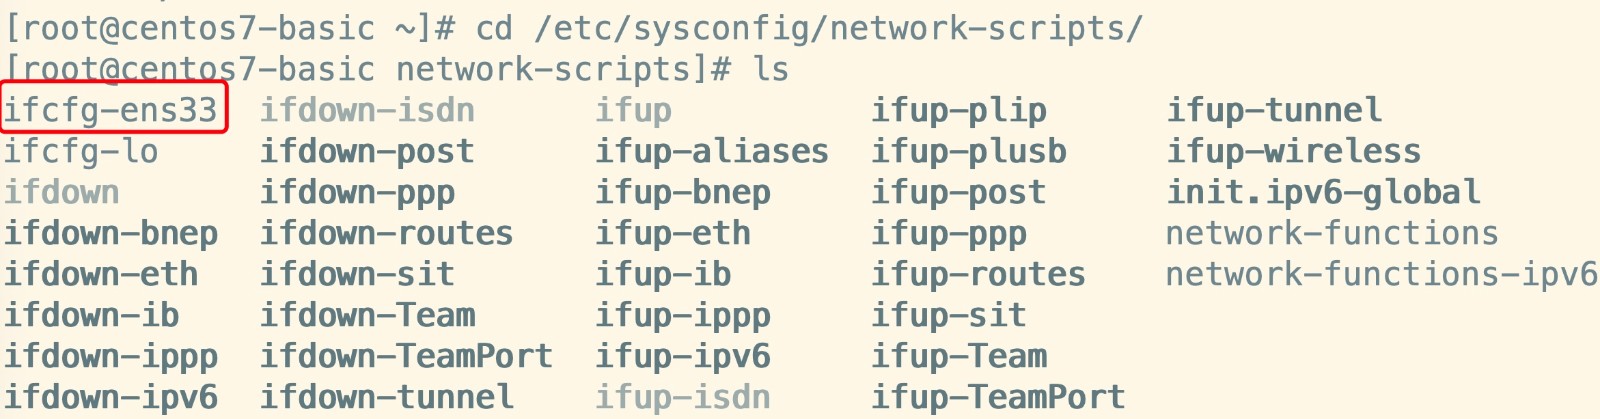 [root@centos7-basic ~]# cd /etc/sysconfig/network-scripts/
[root@centos7-basic network-scripts]# ls
ifcfg-ens33 ifdown-isdn ifup ifup-plip ifup-tunnel
ifcfg-lo ifdown-post ifup-aliases ifup-plusb ifup-wireless
ifdown ifdown-ppp ifup-bnep ifup-post init.ipv6-global
ifdown-bnep ifdown-routes ifup-eth ifup-ppp network-functions
ifdown-eth ifdown-sit ifup-ib ifup-routes network-functions-ipv6
ifdown-ib ifdown-Team ifup-ippp ifup-sit
ifdown-ippp ifdown-TeamPort ifup-ipv6 ifup-Team
ifdown-ipv6 ifdown-tunnel ifup-isdn ifup-TeamPort